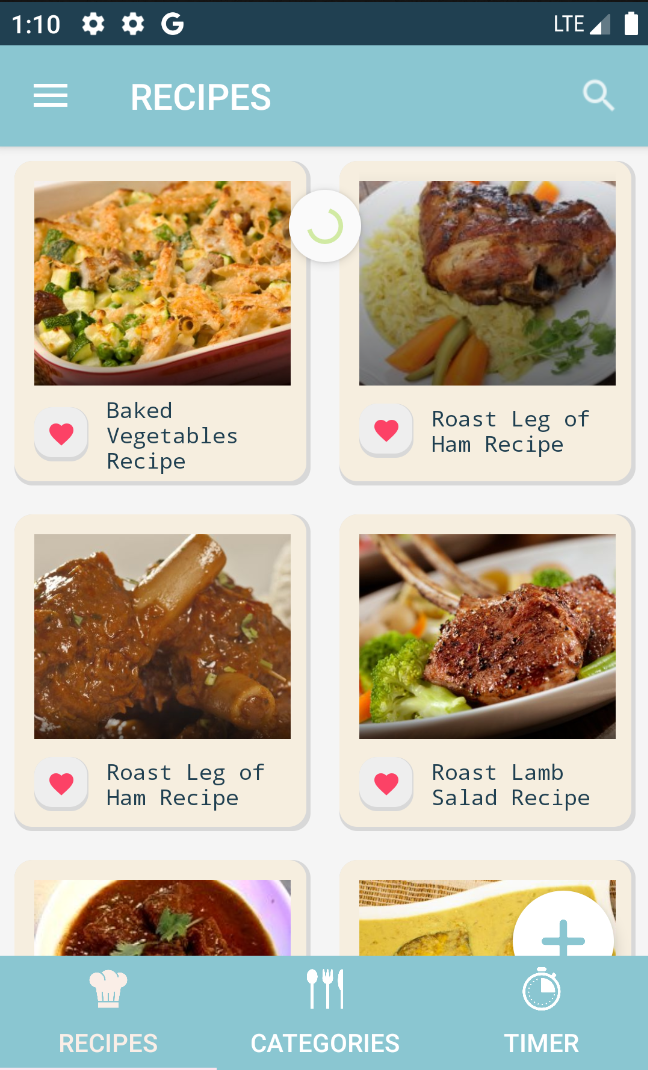 1:10
G
LTE
RECIPES
Baked
Vegetables
Recipe
Roast Leg of
Ham Recipe
Roast Leg of
Ham Recipe
Roast Lamb
Salad Recipe
RECIPES
CATEGORIES
TIMER